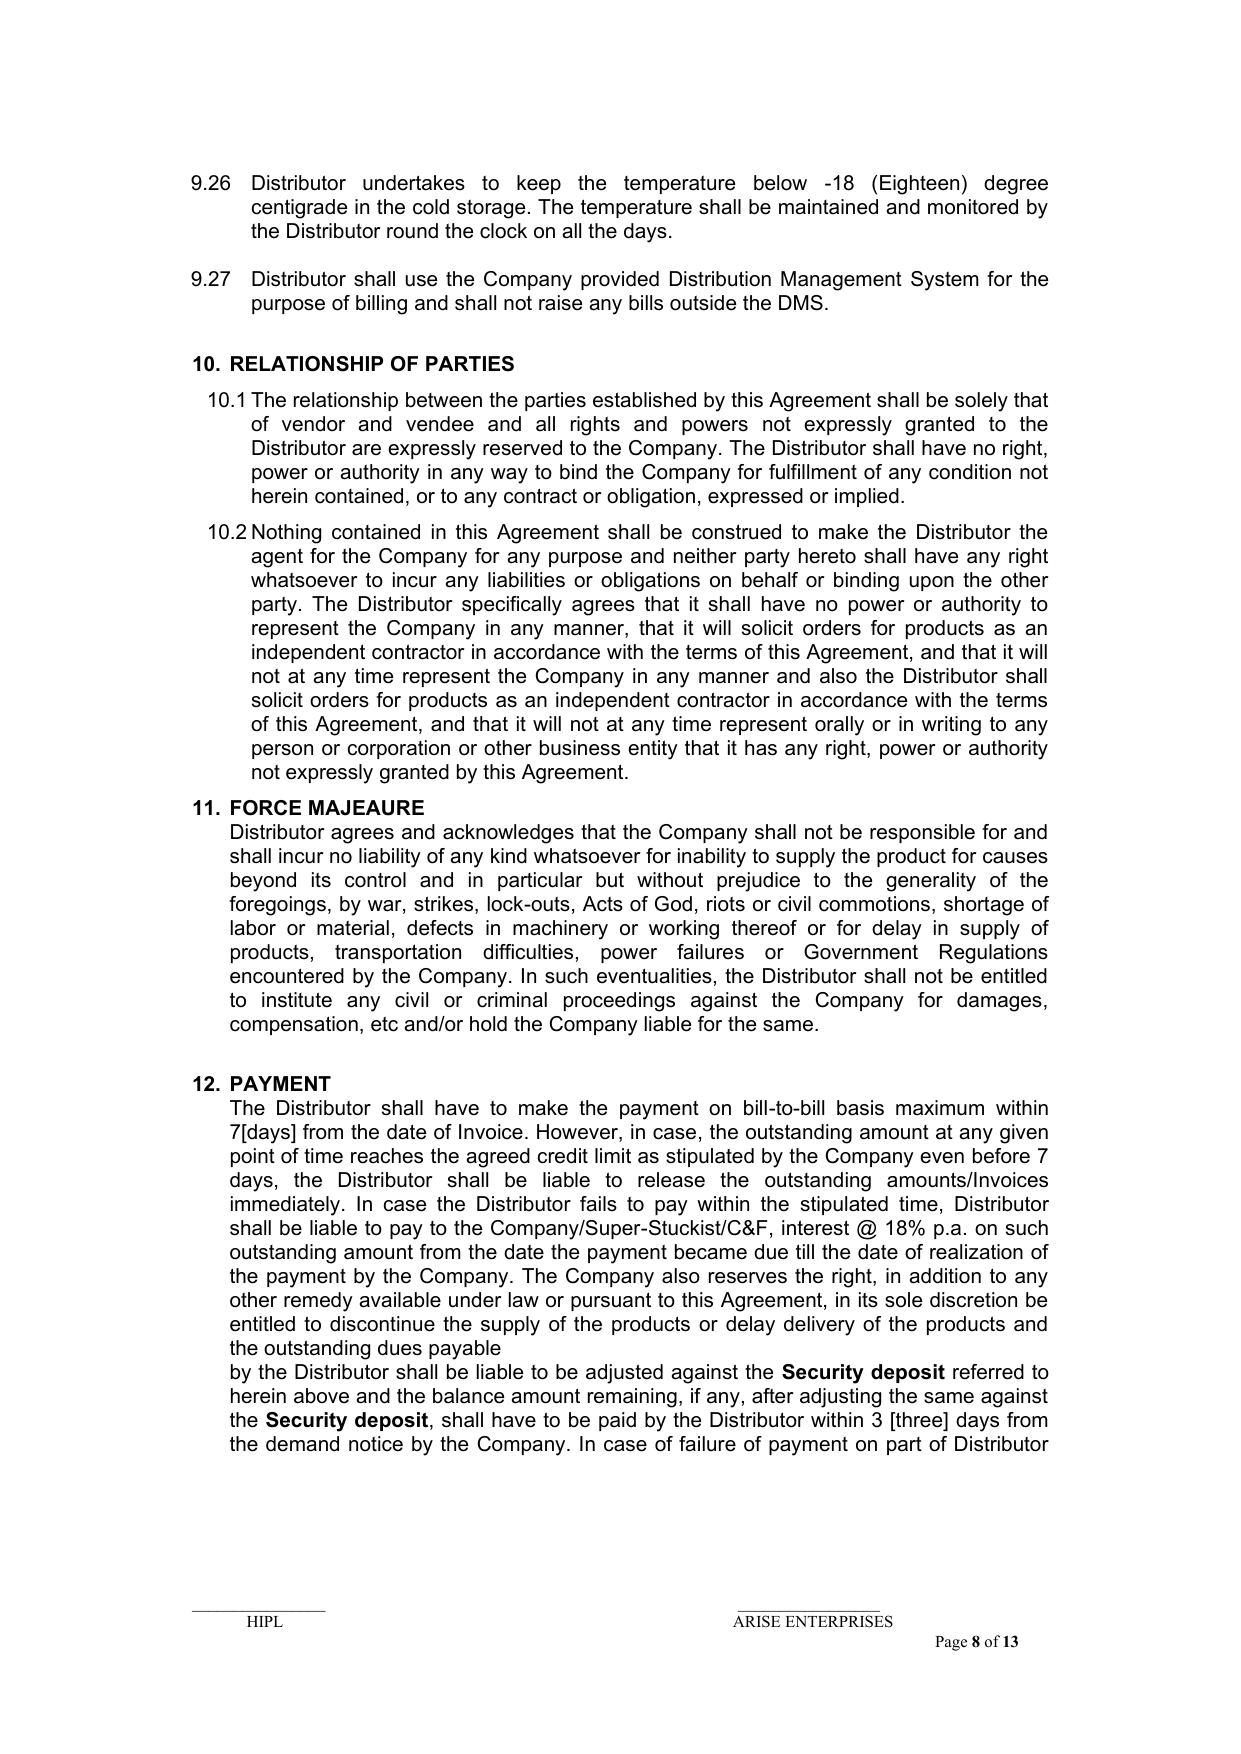 9.26 Distributor undertakes to keep the temperature below -18 (Eighteen) degree
centigrade in the cold storage. The temperature shall be maintained and monitored by
the Distributor round the clock on all the days.
9.27 Distributor shall use the Company provided Distribution Management System for the
purpose of billing and shall not raise any bills outside the DMS.
10. RELATIONSHIP OF PARTIES
10.1 The relationship between the parties established by this Agreement shall be solely that
of vendor and vendee and all rights and powers not expressly granted to the
Distributor are expressly reserved to the Company. The Distributor shall have no right,
power or authority in any way to bind the Company for fulfillment of any condition not
herein contained, or to any contract or obligation, expressed or implied.
10.2 Nothing contained in this Agreement shall be construed to make the Distributor the
agent for the Company for any purpose and neither party hereto shall have any right
whatsoever to incur any liabilities or obligations on behalf or binding upon the other
party. The Distributor specifically agrees that it shall have no power or authority to
represent the Company in any manner, that it will solicit orders for products as an
independent contractor in accordance with the terms of this Agreement, and that it will
not at any time represent the Company in any manner and also the Distributor shall
solicit orders for products as an independent contractor in accordance with the terms
of this Agreement, and that it will not at any time represent orally or in writing to any
person or corporation or other business entity that it has any right, power or authority
not expressly granted by this Agreement.
11. FORCE MAJEAURE
Distributor agrees and acknowledges that the Company shall not be responsible for and
shall incur no liability of any kind whatsoever for inability to supply the product for causes
beyond its control and in particular but without prejudice to the generality of the
foregoings, by war, strikes, lock-outs, Acts of God, riots or civil commotions, shortage of
labor or material, defects in machinery or working thereof or for delay in supply of
products, transportation difficulties, power failures or Government Regulations
encountered by the Company. In such eventualities, the Distributor shall not be entitled
to institute any civil or criminal proceedings against the Company for damages,
compensation, etc and/or hold the Company liable for the same.
12. PAYMENT
The Distributor shall have to make the payment on bill-to-bill basis maximum within
7[days] from the date of Invoice. However, in case, the outstanding amount at any given
point of time reaches the agreed credit limit as stipulated by the Company even before 7
days, the Distributor shall be liable to release the outstanding amounts/Invoices
immediately. In case the Distributor fails to pay within the stipulated time, Distributor
shall be liable to pay to the Company/Super-Stuckist/C&F, interest @ 18% p.a. on such
outstanding amount from the date the payment became due till the date of realization of
the payment by the Company. The Company also reserves the right, in addition to any
other remedy available under law or pursuant to this Agreement, in its sole discretion be
entitled to discontinue the supply of the products or delay delivery of the products and
the outstanding dues payable
by the Distributor shall be liable to be adjusted against the Security deposit referred to
herein above and the balance amount remaining, if any, after adjusting the same against
the Security deposit, shall have to be paid by the Distributor within 3 [three] days from
the demand notice by the Company. In case of failure of payment on part of Distributor
HIPL ARISE ENTERPRISES
Page 8 of 13